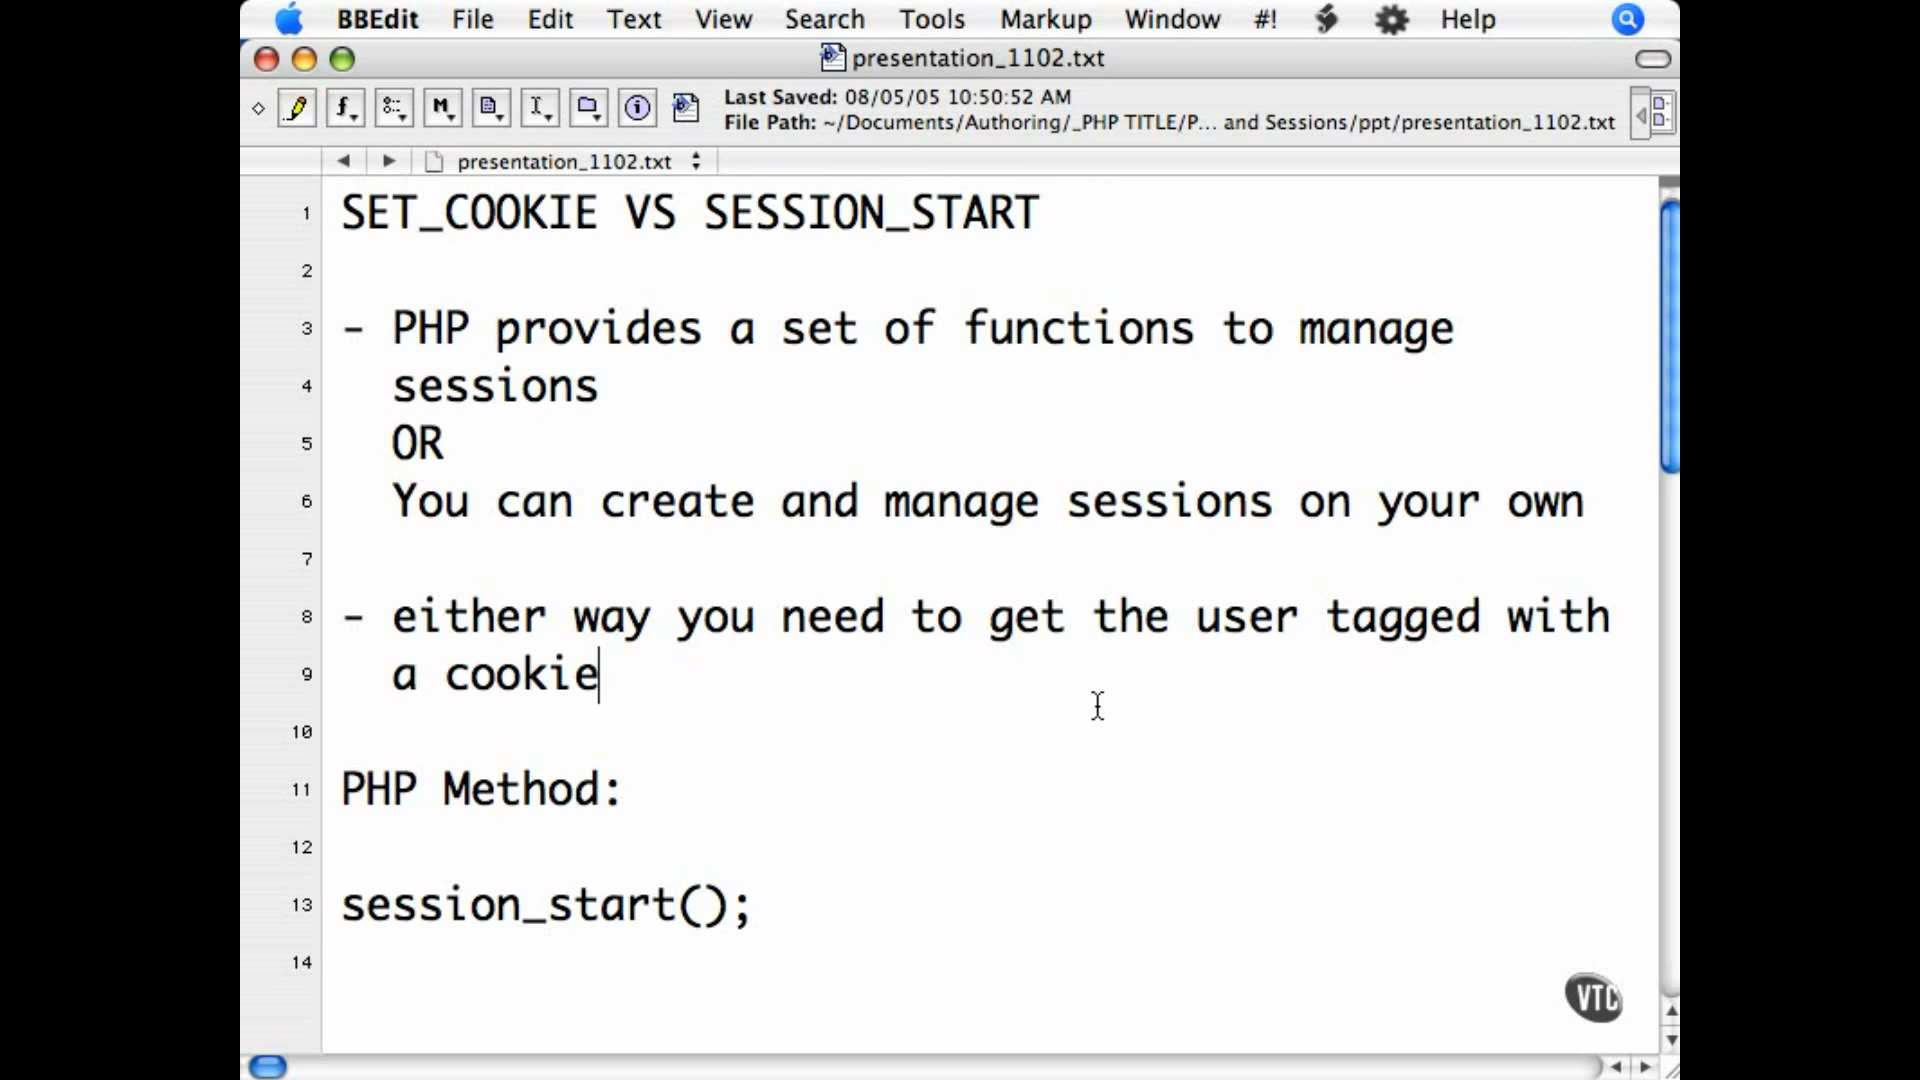 BBEdit File Edit Text View Search Tools Markup Window #! Help
presentation_1102.txt
Last Saved: 08/05/05 10:50:52 AM
File Path: ~/Documents/Authoring/_PHP TITLE/P... and Sessions/ppt/presentation_1102.txt
presentation_1102.txt
1 SET_COOKIE VS SESSION_START
2
3 - PHP provides a set of functions to manage
4 sessions
5 OR
6 You can create and manage sessions on your own
7
8 - either way you need to get the user tagged with
9 a cookie
10
11 PHP Method:
12
13 session_start();
14
VTC